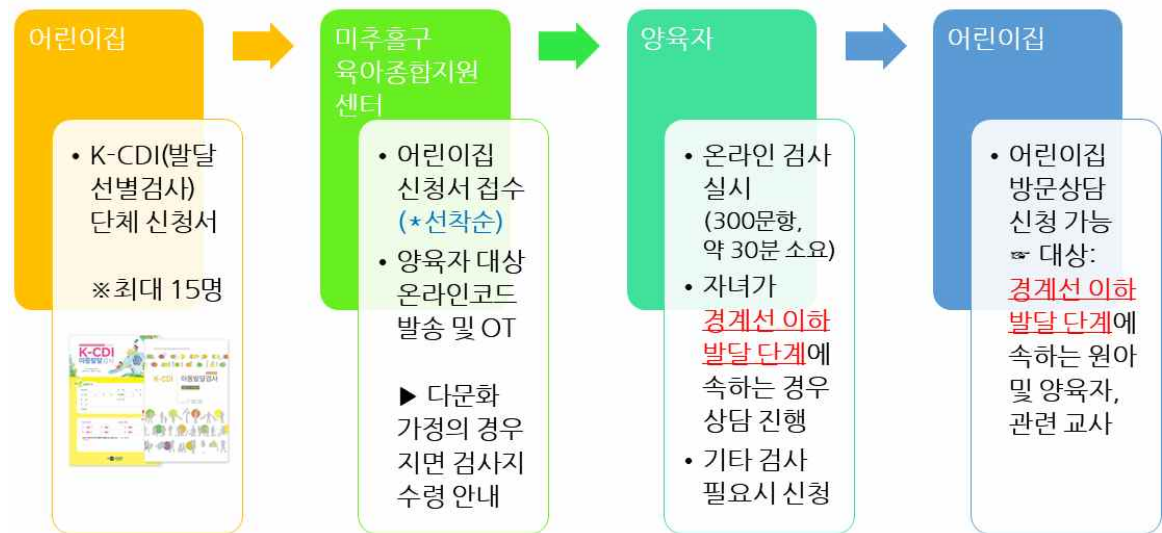 어린이집
• K-CDI(발달
선별검사)
단체 신청서
※최대 15명
K-CDI
아동발달검사
K-CDI 아동발달검사
미추홀구
육아종합지원
센터
• 어린이집
신청서 접수
(*선착순)
• 양육자 대상
온라인코드
발송 및 OT
▶ 다문화
가정의 경우
지면 검사지
수령 안내
양육자
• 온라인 검사
실시
(300문항,
약 30분 소요)
• 자녀가
경계선 이하
발달 단계에
속하는 경우
상담 진행
• 기타 검사
필요시 신청
어린이집
• 어린이집
방문상담
신청 가능
☞ 대상:
경계선 이하
발달 단계에
속하는 원아
및 양육자,
관련 교사